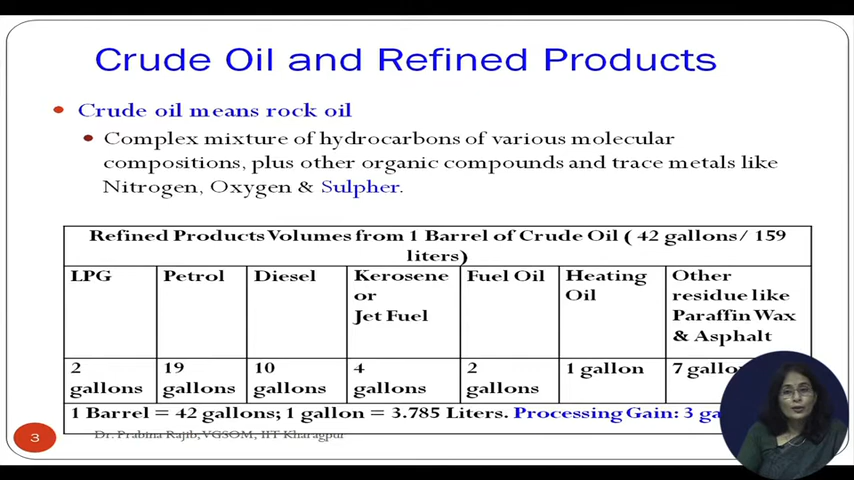 Crude Oil and Refined Products
Crude oil means rock oil
Complex mixture of hydrocarbons of various molecular
compositions, plus other organic compounds and trace metals like
Nitrogen, Oxygen & Sulpher.
Refined Products Volumes from 1 Barrel of Crude Oil ( 42 gallons/ 159
liters)
LPG
Petrol
Diesel
Kerosene
or
Jet Fuel
Fuel Oil
Heating
Oil
Other
residue like
Paraffin Wax
& Asphalt
2
gallons
19
gallons
10
gallons
4
gallons
2
gallons
1 gallon
7
1 Barrel = 42 gallons; 1 gallon = 3.785 Liters. Processing Gain: 3
3
Dr. Prabina Rajib, VGSOM, IIT Kharagpur